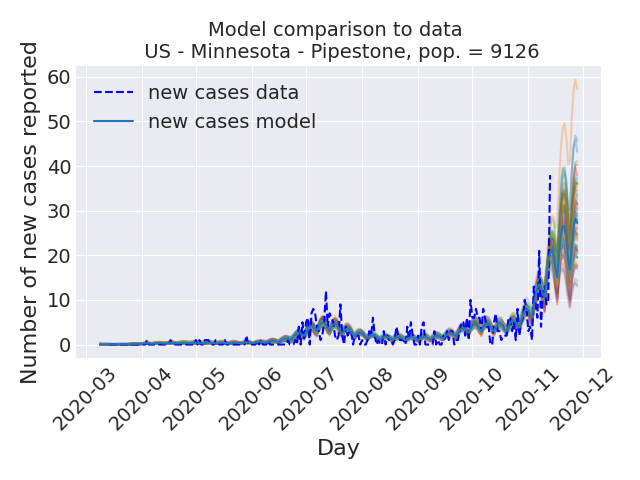 Model comparison to data
US - Minnesota - Pipestone, pop. = 9126
Number of new cases reported
60
50
40
30
20
10
0
new cases data
new cases model
2020-03
2020-04
2020-05
2020-06
2020-07
2020-08
2020-09
2020-10
2020-11
2020-12
Day